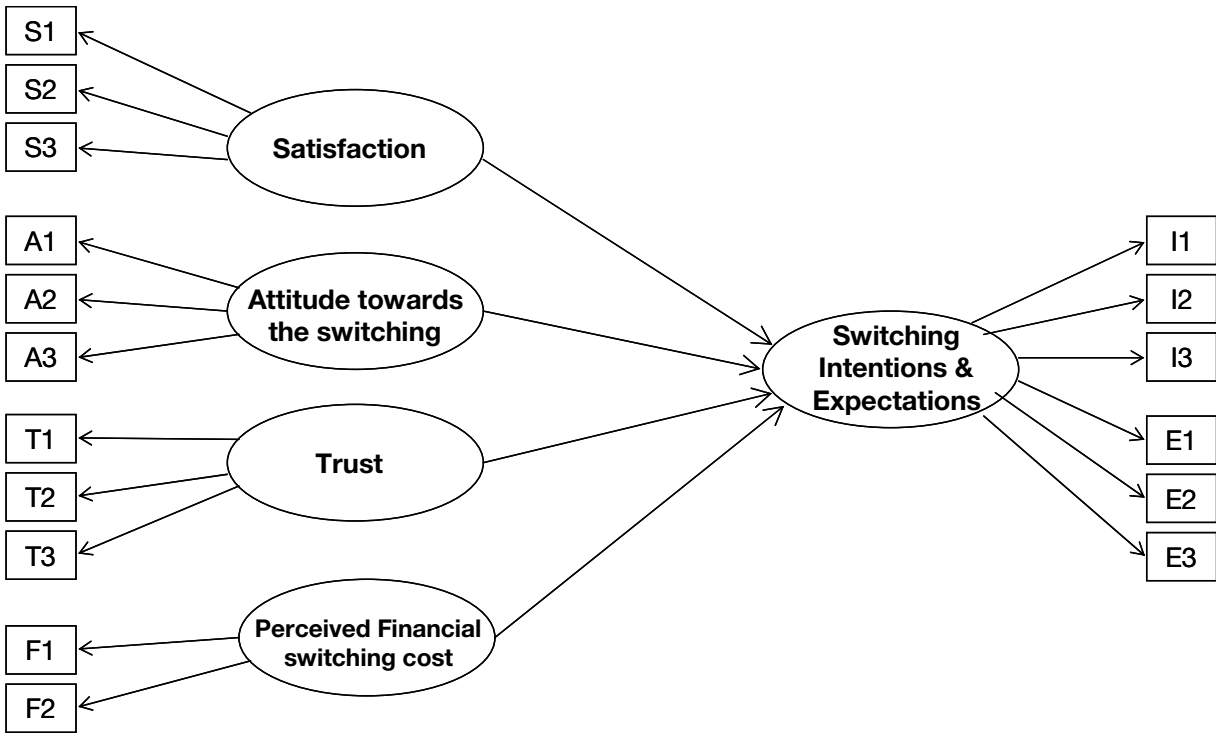 S1
S2
S3
Satisfaction
A1
A2
A3
Attitude towards
the switching
T1
T2
T3
Trust
F1
F2
Perceived Financial
switching cost
Switching
Intentions &
Expectations
I1
I2
I3
E1
E2
E3